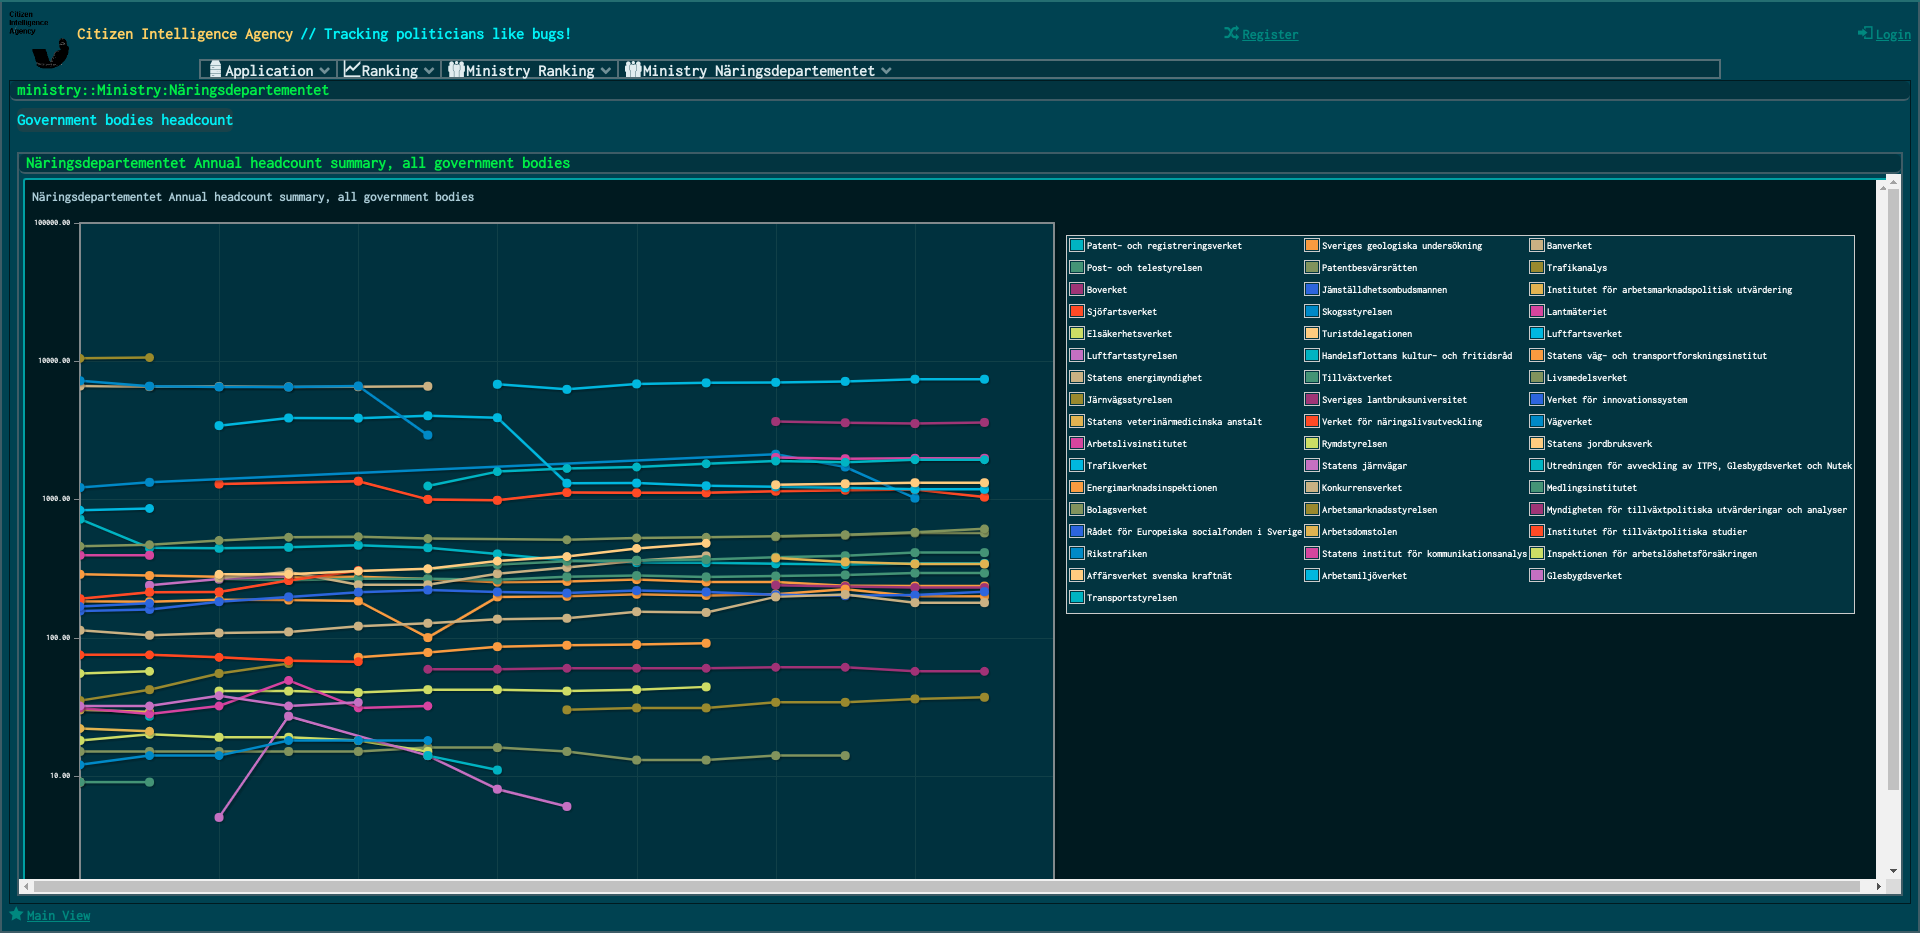 Citizen
Intelligence
Agency
Citizen Intelligence Agency // Tracking politicians like bugs!
Register
Login
Application
Ranking
Ministry Ranking
Ministry Näringsdepartementet
ministry::Ministry:Näringsdepartementet
Government bodies headcount
Näringsdepartementet Annual headcount summary, all government bodies
Näringsdepartementet Annual headcount summary, all government bodies
100000.00
10000.00
1000.00
100.00
10.00
Patent- och registreringsverket
Sveriges geologiska undersökning
Banverket
Post- och telestyrelsen
Patentbesvärsrätten
Trafikanalys
Boverket
Jämställdhetsombudsmannen
Institutet för arbetsmarknadspolitisk utvärdering
Sjöfartsverket
Skogsstyrelsen
Lantmäteriet
Elsäkerhetsverket
Turistdelegationen
Luftfartsverket
Luftfartsstyrelsen
Handelsflottans kultur- och fritidsråd
Statens väg- och transportforskningsinstitut
Statens energimyndighet
Tillväxtverket
Livsmedelsverket
Järnvägsstyrelsen
Sveriges lantbruksuniversitet
Verket för innovationssystem
Statens veterinärmedicinska anstalt
Verket för näringslivsutveckling
Vägverket
Arbetslivsinstitutet
Rymdstyrelsen
Statens jordbruksverk
Trafikverket
Statens järnvägar
Utredningen för avveckling av ITPS, Glesbygdsverket och Nutek
Energimarknadsinspektionen
Konkurrensverket
Medlingsinstitutet
Bolagsverket
Arbetsmarknadsstyrelsen
Myndigheten för tillväxtpolitiska utvärderingar och analyser
Rådet för Europeiska socialfonden i Sverige
Arbetsdomstolen
Institutet för tillväxtpolitiska studier
Rikstrafiken
Statens institut för kommunikationsanalys
Inspektionen för arbetslöshetsförsäkringen
Affärsverket svenska kraftnät
Arbetsmiljöverket
Glesbygdsverket
Transportstyrelsen
Main View